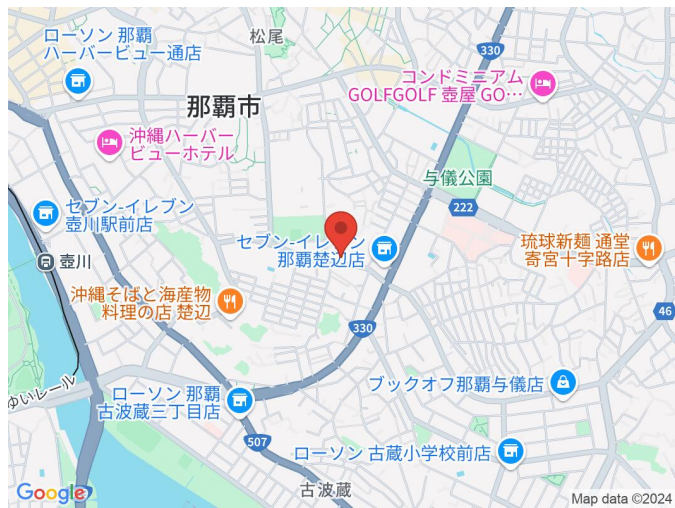 ローソン 那覇
ハーバービュー通店
松尾
330
コンドミニアム
GOLFGOLF 壺屋 GO…
那覇市
沖縄ハーバー
ビューホテル
与儀公園
セブン-イレブン
壺川駅前店
222
セブン-イレブン
那覇楚辺店
琉球新麺 通堂
寄宮十字路店
壺川
沖縄そばと海産物
料理の店 楚辺
46
330
ゆいレール
ローソン 那覇
古波蔵三丁目店
ブックオフ那覇与儀店
507
ローソン 古蔵小学校前店
古波蔵
Google
Map data ©2024